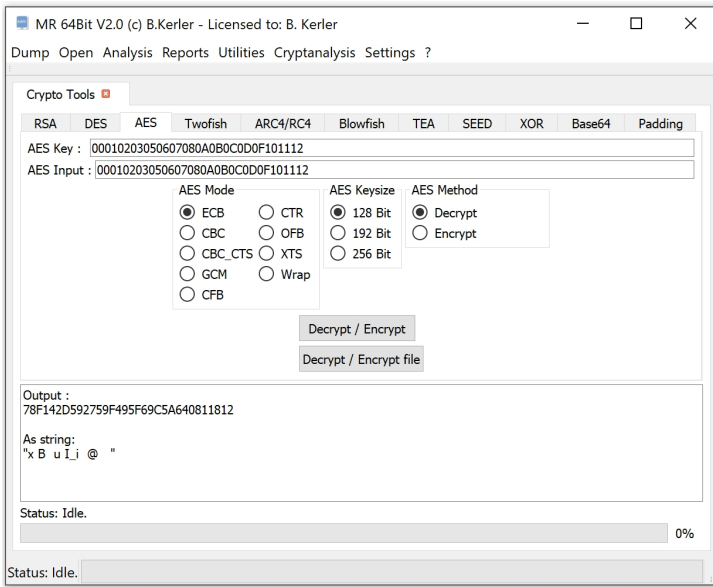 MR 64Bit V2.0 (c) B.Kerler - Licensed to: B. Kerler
Dump Open Analysis Reports Utilities Cryptanalysis Settings ?
Crypto Tools
RSA DES AES Twofish ARC4/RC4 Blowfish TEA SEED XOR Base64 Padding
AES Key : 00010203050607080A0B0C0D0F101112
AES Input : 00010203050607080A0B0C0D0F101112
AES Mode AES Keysize AES Method
ECB CTR 128 Bit Decrypt
CBC OFB 192 Bit Encrypt
CBC_CTS XTS 256 Bit
GCM Wrap
CFB
Decrypt / Encrypt
Decrypt / Encrypt file
Output :
78F142D592759F495F69C5A640811812
As string:
"x B u I_i @ "
Status: Idle.
0%
Status: Idle.